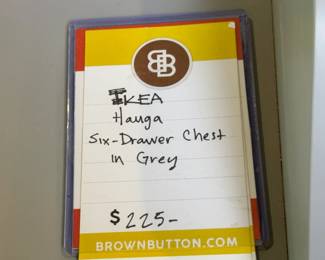 BB
IKEA
Hauga
Six-Drawer Chest
in Grey
$225-
BROWNBUTTON.COM